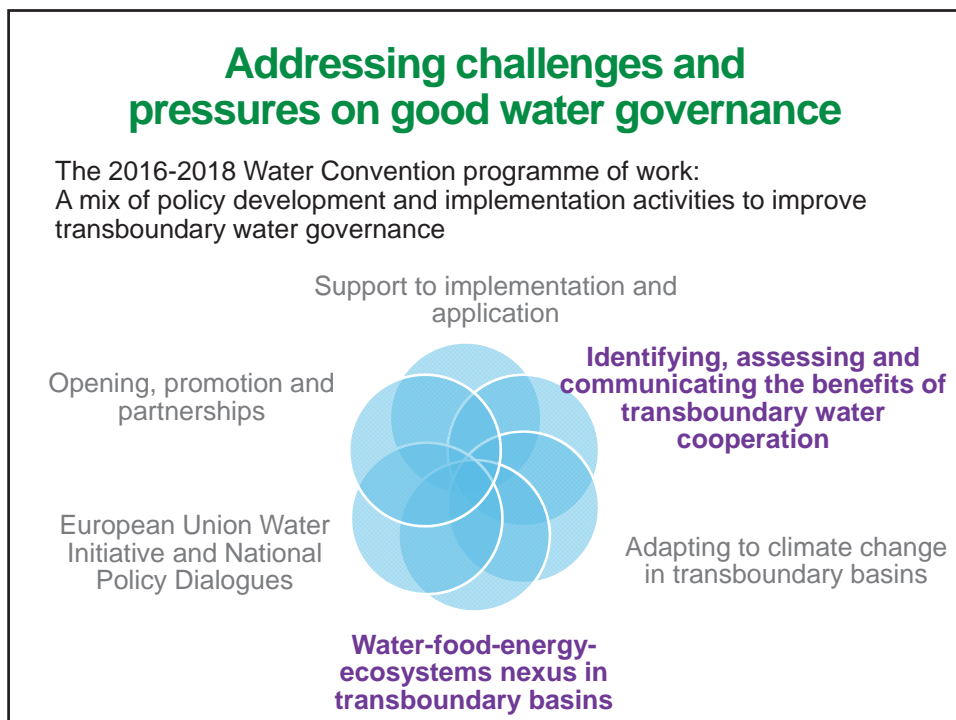 Addressing challenges and
pressures on good water governance
The 2016-2018 Water Convention programme of work:
A mix of policy development and implementation activities to improve
transboundary water governance
Support to implementation and
application
Identifying, assessing and
communicating the benefits of
transboundary water
cooperation
Adapting to climate change
in transboundary basins
Water-food-energy-
ecosystems nexus in
transboundary basins
European Union Water
Initiative and National
Policy Dialogues
Opening, promotion and
partnerships